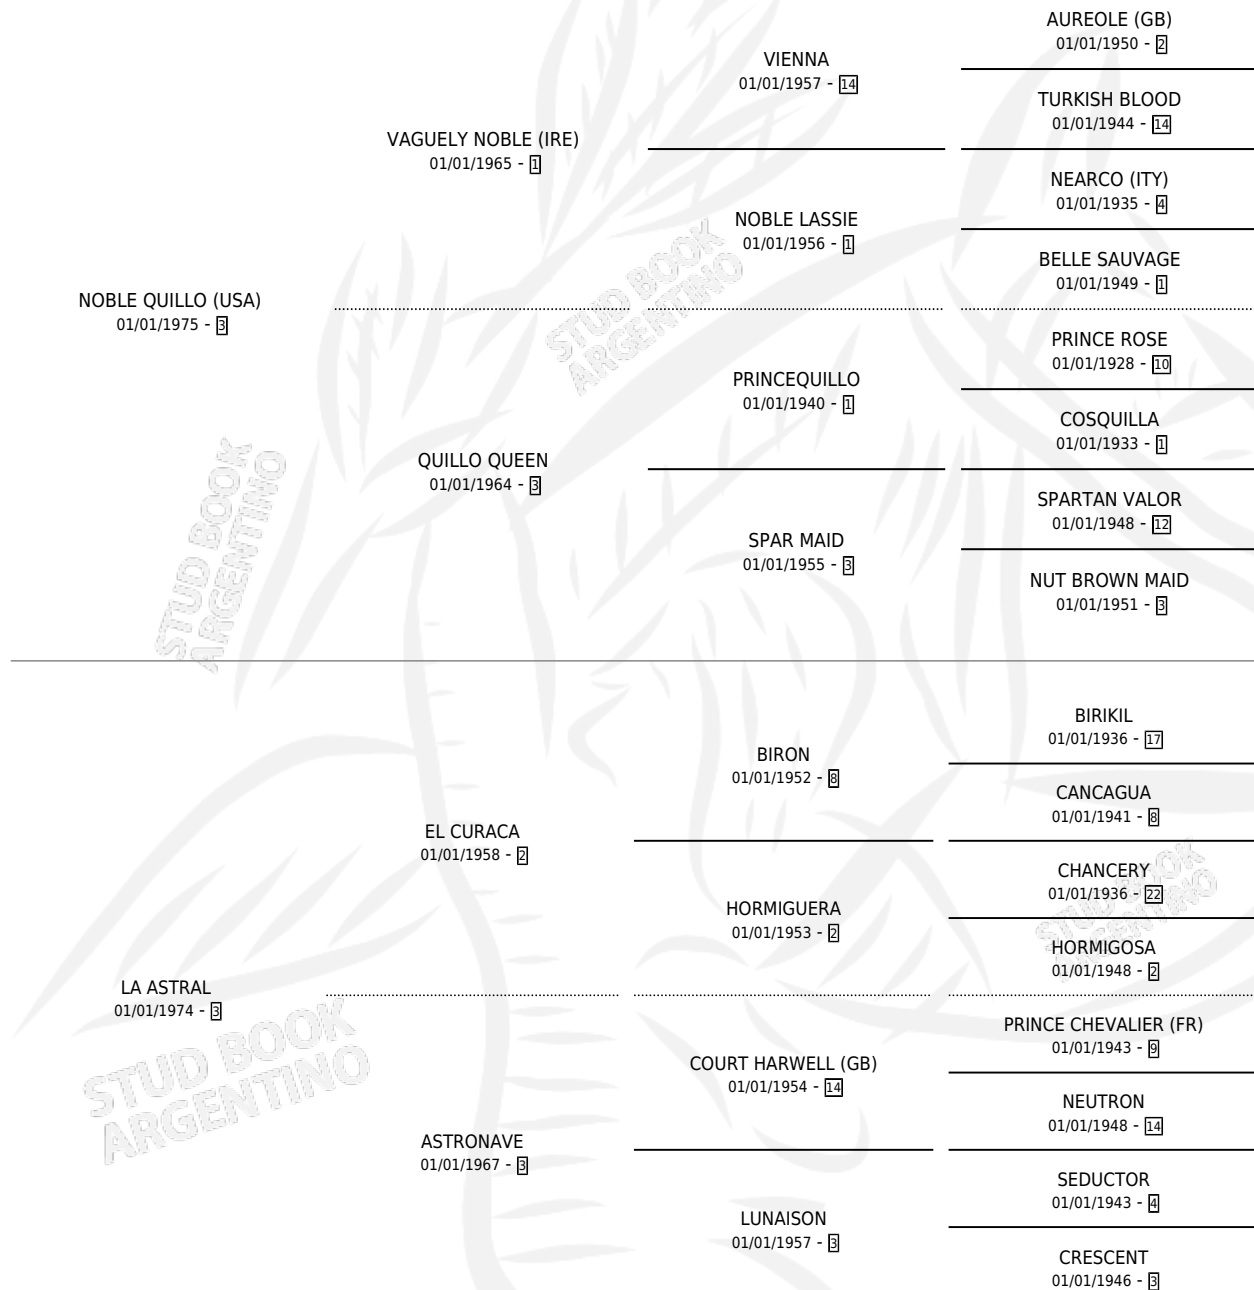 AUREOLE (GB)
01/01/1950 - 2
VIENNA
01/01/1957 - 14
TURKISH BLOOD
01/01/1944 - 14
VAGUELY NOBLE (IRE)
01/01/1965 - 1
NEARCO (ITY)
01/01/1935 - 4
NOBLE LASSIE
01/01/1956 - 1
BELLE SAUVAGE
01/01/1949 - 1
NOBLE QUILLO (USA)
01/01/1975 - 3
PRINCE ROSE
01/01/1928 - 10
PRINCEQUILLO
01/01/1940 - 1
COSQUILLA
01/01/1933 - 1
QUILLO QUEEN
01/01/1964 - 3
SPARTAN VALOR
01/01/1948 - 12
SPAR MAID
01/01/1955 - 3
NUT BROWN MAID
01/01/1951 - 3
BIRIKIL
01/01/1936 - 17
BIRON
01/01/1952 - 8
CANCAGUA
01/01/1941 - 8
EL CURACA
01/01/1958 - 2
CHANCERY
01/01/1936 - 22
HORMIGUERA
01/01/1953 - 2
HORMIGOSA
01/01/1948 - 2
LA ASTRAL
01/01/1974 - 3
PRINCE CHEVALIER (FR)
01/01/1943 - 9
COURT HARWELL (GB)
01/01/1954 - 14
NEUTRON
01/01/1948 - 14
ASTRONAVE
01/01/1967 - 3
SEDUCTOR
01/01/1943 - 4
LUNAISON
01/01/1957 - 3
CRESCENT
01/01/1946 - 3
STUD BOOK
ARGENTINO
STUD BOOK
ARGENTINO
STUD BOOK
ARGENTINO
STUD BOOK
ARGENTINO